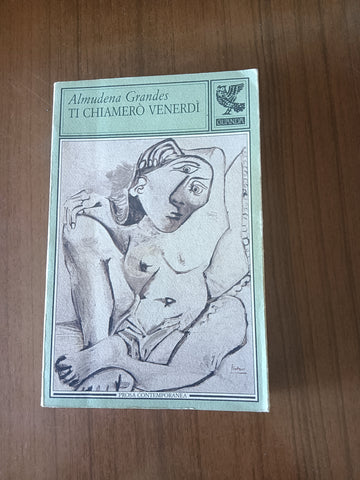 Almudena Grandes
TI CHIAMERÒ VENERDÌ
GUANDA
PROSA CONTEMPORANEA